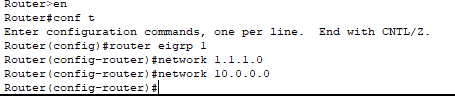 Router>en
Router#conf t
Enter configuration commands, one per line.  End with CNTL/Z.
Router(config)#router eigrp 1
Router(config-router)#network 1.1.1.0
Router(config-router)#network 10.0.0.0
Router(config-router)#